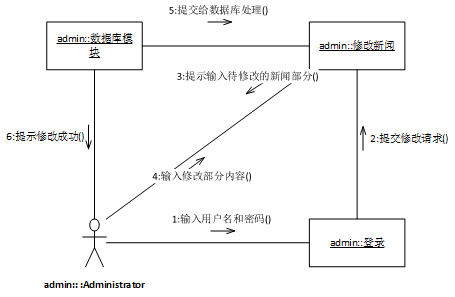 5:提交给数据库处理()
admin::数据库模
块
admin::修改新闻
3:提示输入待修改的新闻部分()
6:提示修改成功()
2:提交修改请求()
4:输入修改部分内容()
1:输入用户名和密码()
admin::登录
admin:::Administrator